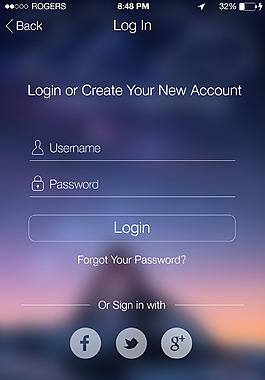 ROGERS 8:48 PM 32%
Back Log In
Login or Create Your New Account
Username
Password
Login
Forgot Your Password?
Or Sign in with
f g+